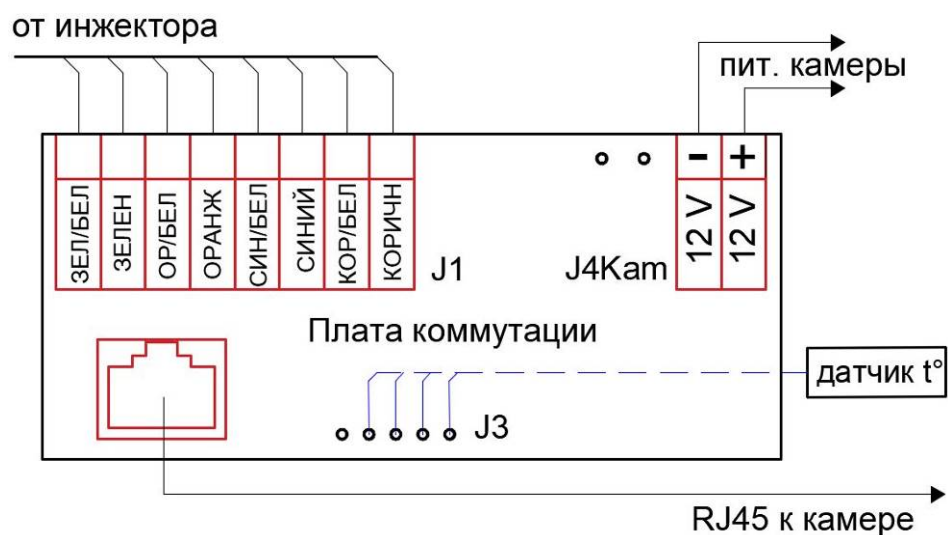 от инжектора
пит. камеры
- +
ЗЕЛ/БЕЛ
ЗЕЛЕН
ОР/БЕЛ
ОРАНЖ
СИН/БЕЛ
СИНИЙ
КОР/БЕЛ
КОРИЧН
J1
J4Kam
12 V
12 V
Плата коммутации
датчик t°
J3
RJ45 к камере